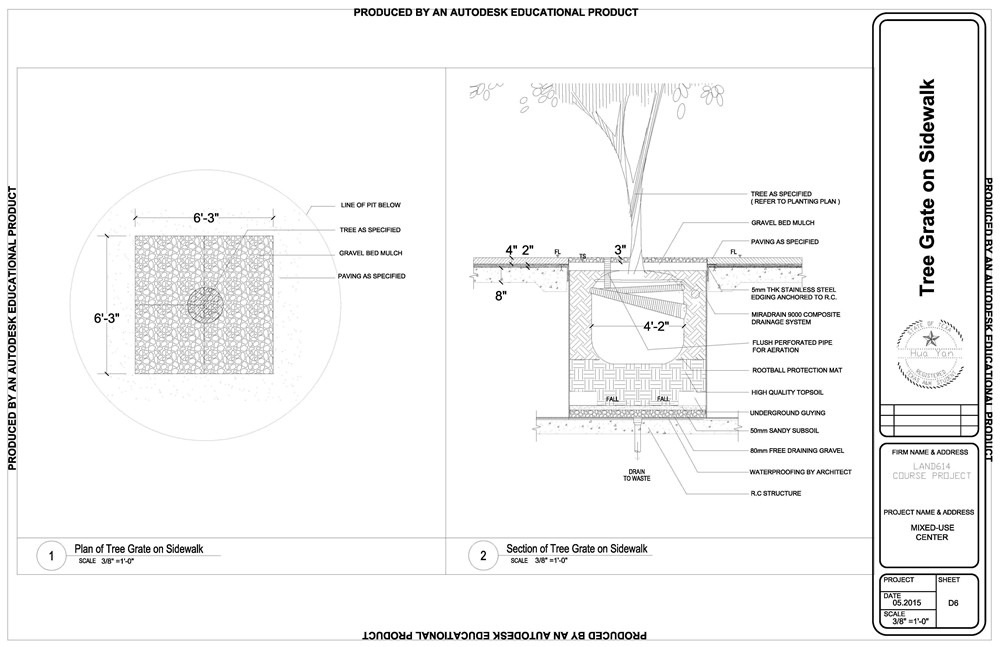 PRODUCED BY AN AUTODESK EDUCATIONAL PRODUCT
PRODUCED BY AN AUTODESK EDUCATIONAL PRODUCT
6'-3"
6'-3"
LINE OF PIT BELOW
TREE AS SPECIFIED
GRAVEL BED MULCH
PAVING AS SPECIFIED
1
Plan of Tree Grate on Sidewalk
SCALE 3/8" =1'-0"
4" 2"
FL
TS
3"
FL
8"
4'-2"
FALL
FALL
DRAIN
TO WASTE
TREE AS SPECIFIED
( REFER TO PLANTING PLAN )
GRAVEL BED MULCH
PAVING AS SPECIFIED
5mm THK STAINLESS STEEL
EDGING ANCHORED TO R.C.
MIRADRAIN 9000 COMPOSITE
DRAINAGE SYSTEM
FLUSH PERFORATED PIPE
FOR AERATION
ROOTBALL PROTECTION MAT
HIGH QUALITY TOPSOIL
UNDERGROUND GUYING
50mm SANDY SUBSOIL
80mm FREE DRAINING GRAVEL
WATERPROOFING BY ARCHITECT
R.C STRUCTURE
2
Section of Tree Grate on Sidewalk
SCALE 3/8" =1'-0"
Tree Grate on Sidewalk
STATE OF TEXAS
Hua Yan
REGISTERED
FIRM NAME & ADDRESS
LAND614
COURSE PROJECT
PROJECT NAME & ADDRESS
MIXED-USE
CENTER
PROJECT
SHEET
DATE
05.2015
D6
SCALE
3/8" =1'-0"
PRODUCED BY AN AUTODESK EDUCATIONAL PRODUCT
PRODUCED BY AN AUTODESK EDUCATIONAL PRODUCT